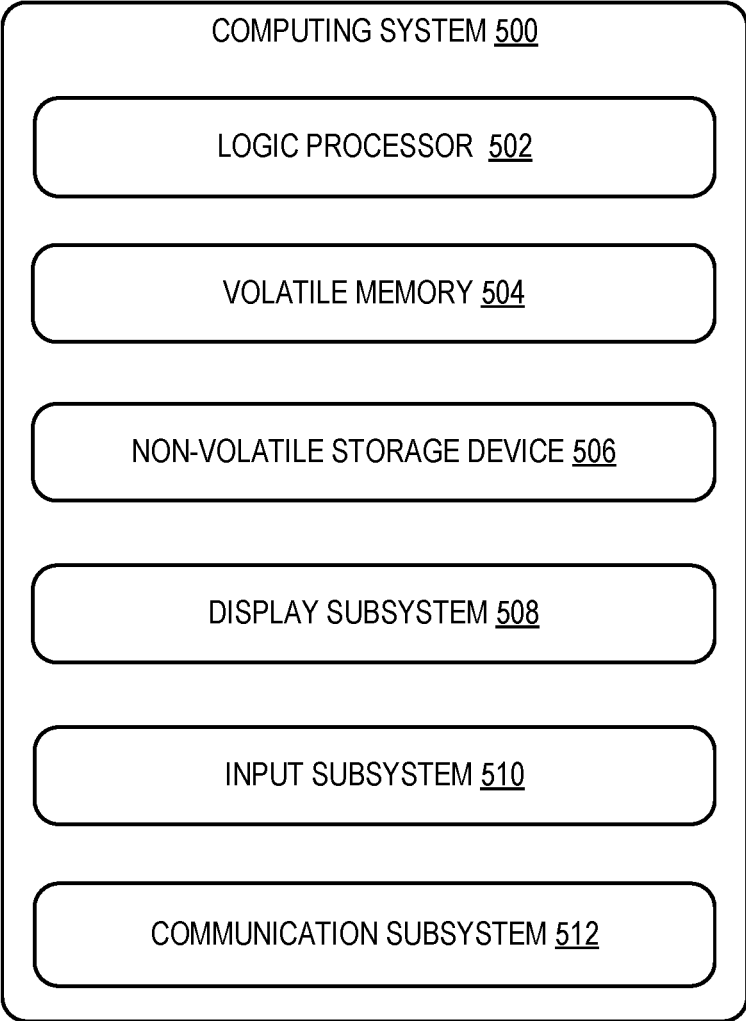 COMPUTING SYSTEM 500
LOGIC PROCESSOR 502
VOLATILE MEMORY 504
NON-VOLATILE STORAGE DEVICE 506
DISPLAY SUBSYSTEM 508
INPUT SUBSYSTEM 510
COMMUNICATION SUBSYSTEM 512